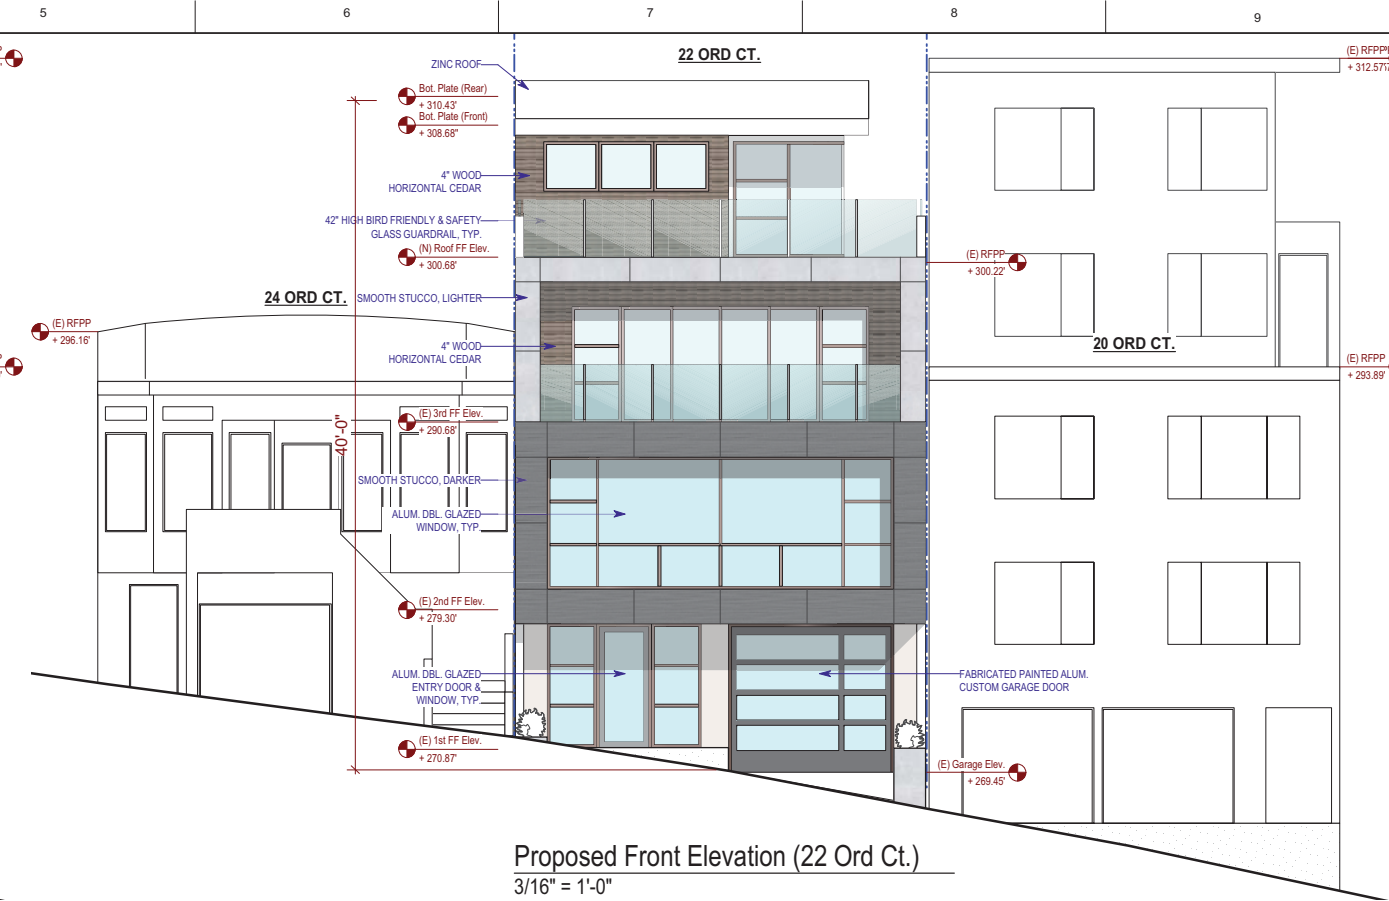 5 6 7 8 9
22 ORD CT.
ZINC ROOF
Bot. Plate (Rear)
+ 310.43'
Bot. Plate (Front)
+ 308.68"
(E) RFPP
+ 312.57'
4" WOOD
HORIZONTAL CEDAR
42" HIGH BIRD FRIENDLY & SAFETY
GLASS GUARDRAIL, TYP.
(N) Roof FF Elev.
+ 300.68'
(E) RFPP
+ 300.22'
24 ORD CT.
SMOOTH STUCCO, LIGHTER
(E) RFPP
+ 296.16'
4" WOOD
HORIZONTAL CEDAR
20 ORD CT.
(E) RFPP
+ 293.89'
(E) 3rd FF Elev.
+ 290.68'
40'-0"
SMOOTH STUCCO, DARKER
ALUM. DBL. GLAZED
WINDOW, TYP.
(E) 2nd FF Elev.
+ 279.30'
ALUM. DBL. GLAZED
ENTRY DOOR &
WINDOW, TYP.
FABRICATED PAINTED ALUM.
CUSTOM GARAGE DOOR
(E) 1st FF Elev.
+ 270.87'
(E) Garage Elev.
+ 269.45'
Proposed Front Elevation (22 Ord Ct.)
3/16" = 1'-0"